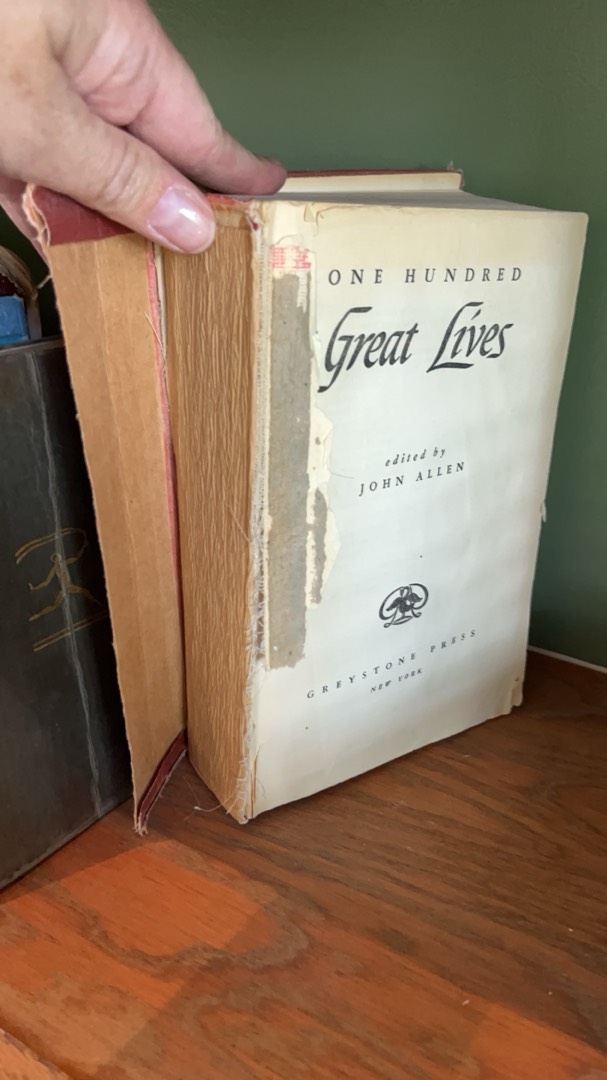 ONE HUNDRED
Great Lives
edited by
JOHN ALLEN
GREYSTONE PRESS
NEW YORK